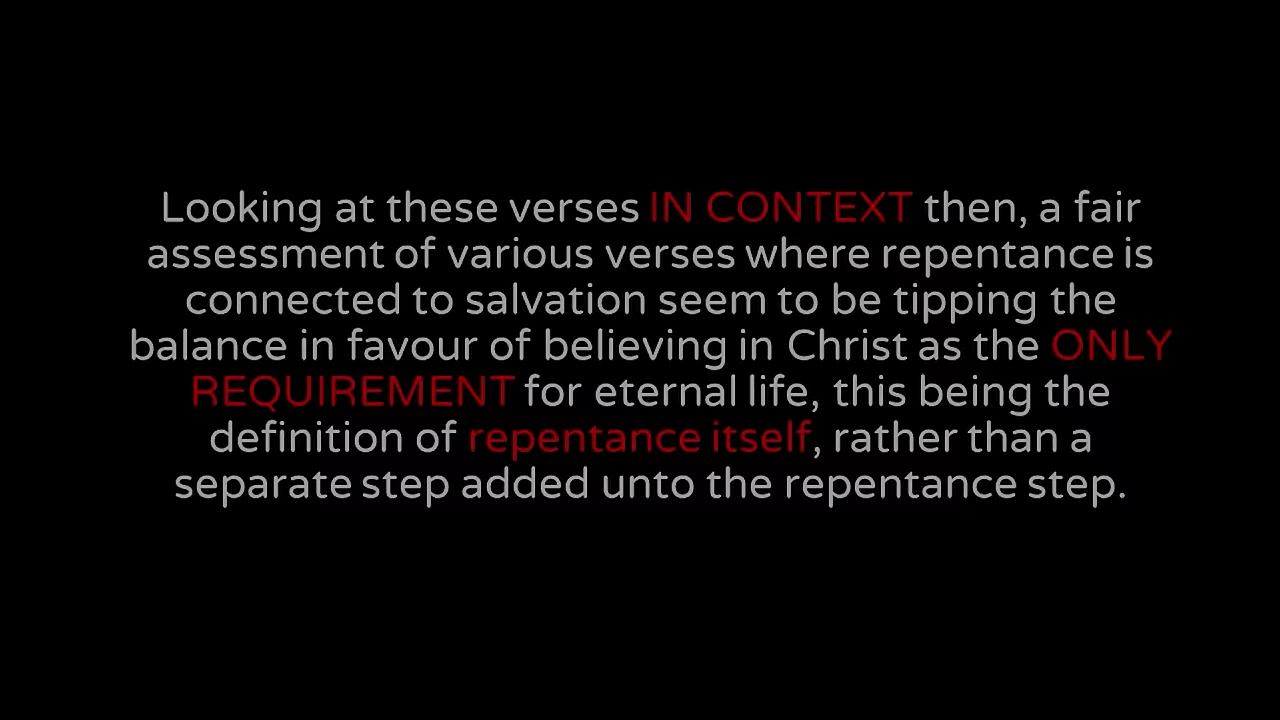 Looking at these verses IN CONTEXT then, a fair
assessment of various verses where repentance is
connected to salvation seem to be tipping the
balance in favour of believing in Christ as the ONLY
REQUIREMENT for eternal life, this being the
definition of repentance itself, rather than a
separate step added unto the repentance step.